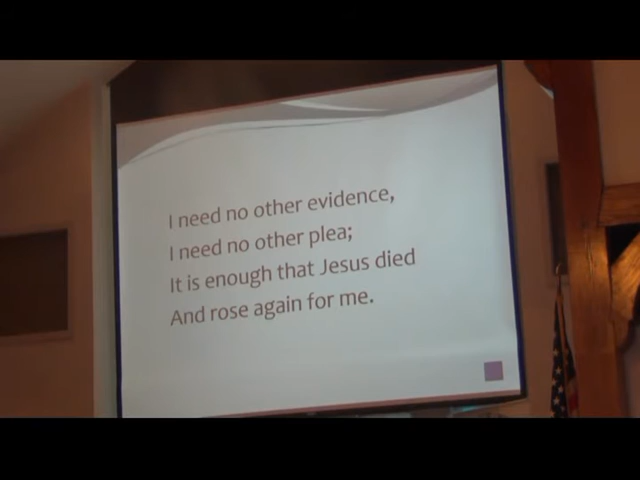 I need no other evidence,
I need no other plea;
It is enough that Jesus died
And rose again for me.